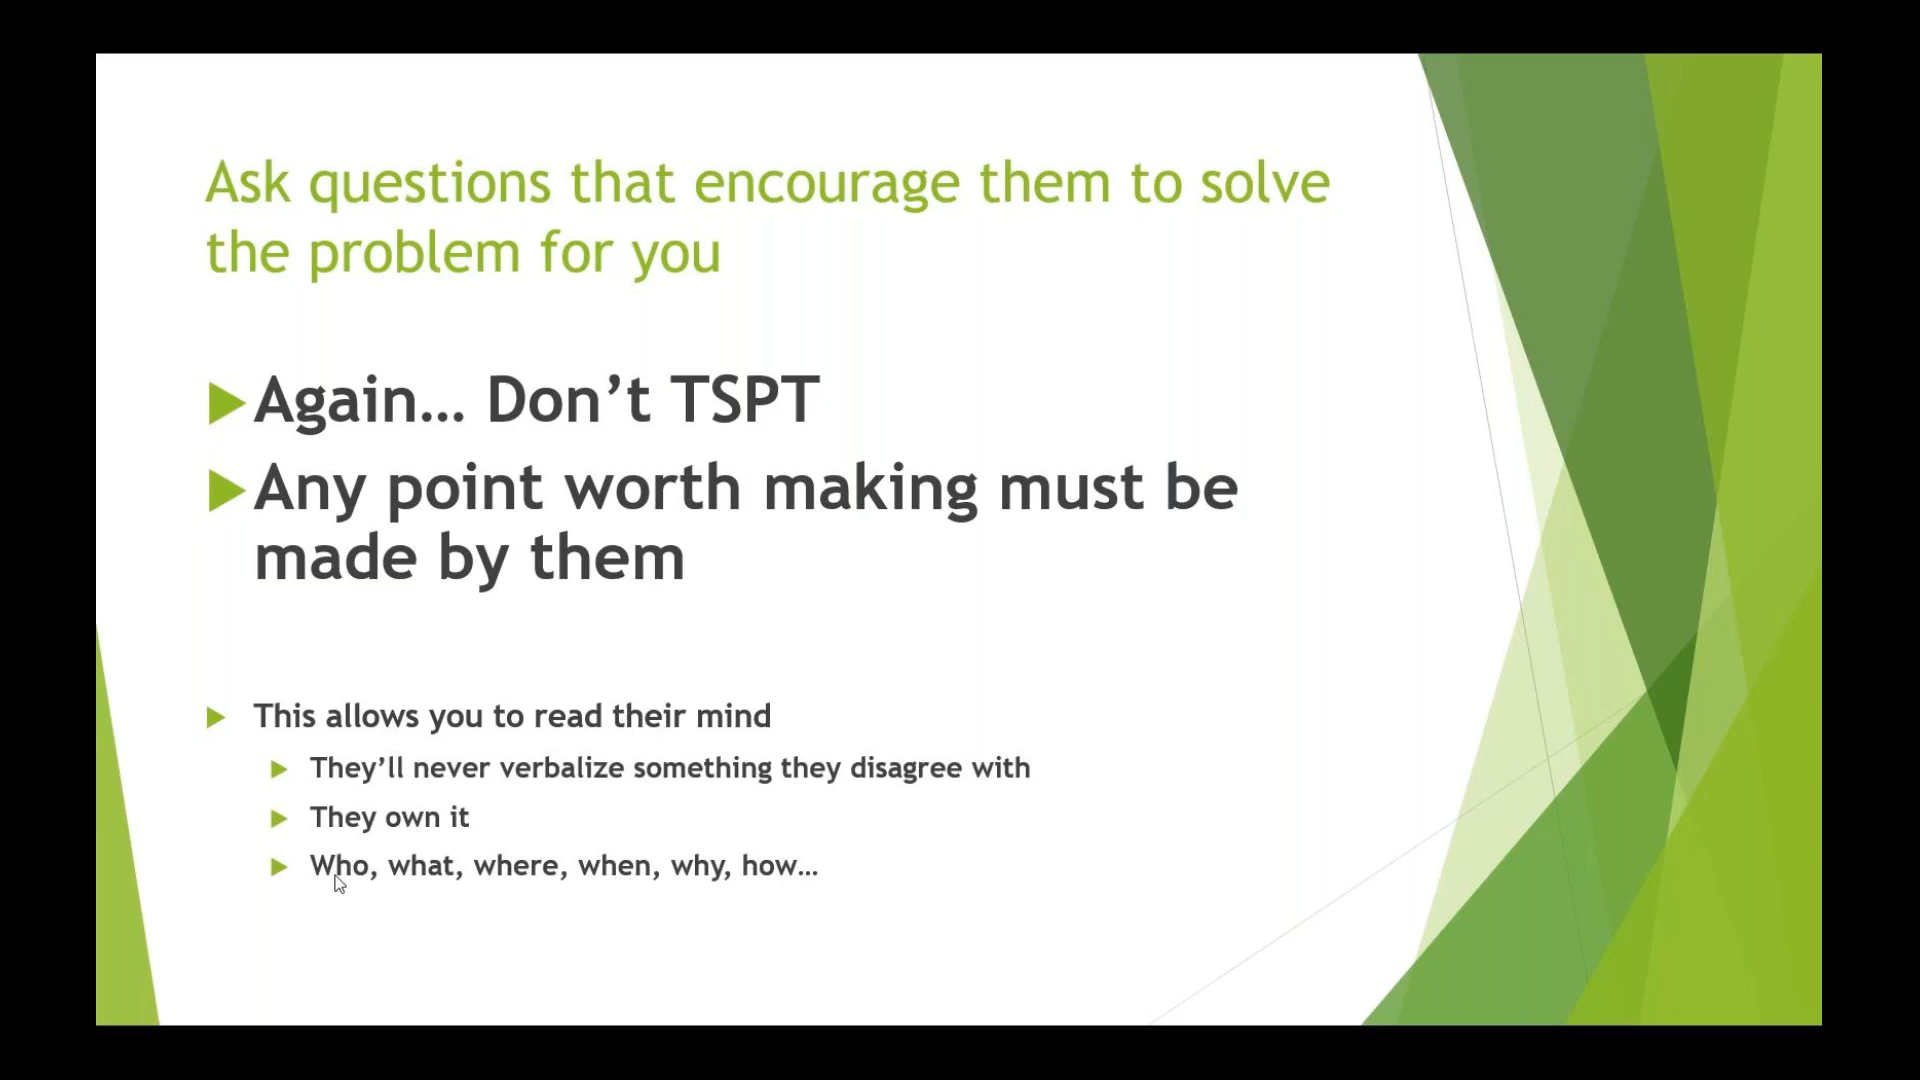 Ask questions that encourage them to solve
the problem for you
Again… Don’t TSPT
Any point worth making must be
made by them
This allows you to read their mind
They’ll never verbalize something they disagree with
They own it
Who, what, where, when, why, how…